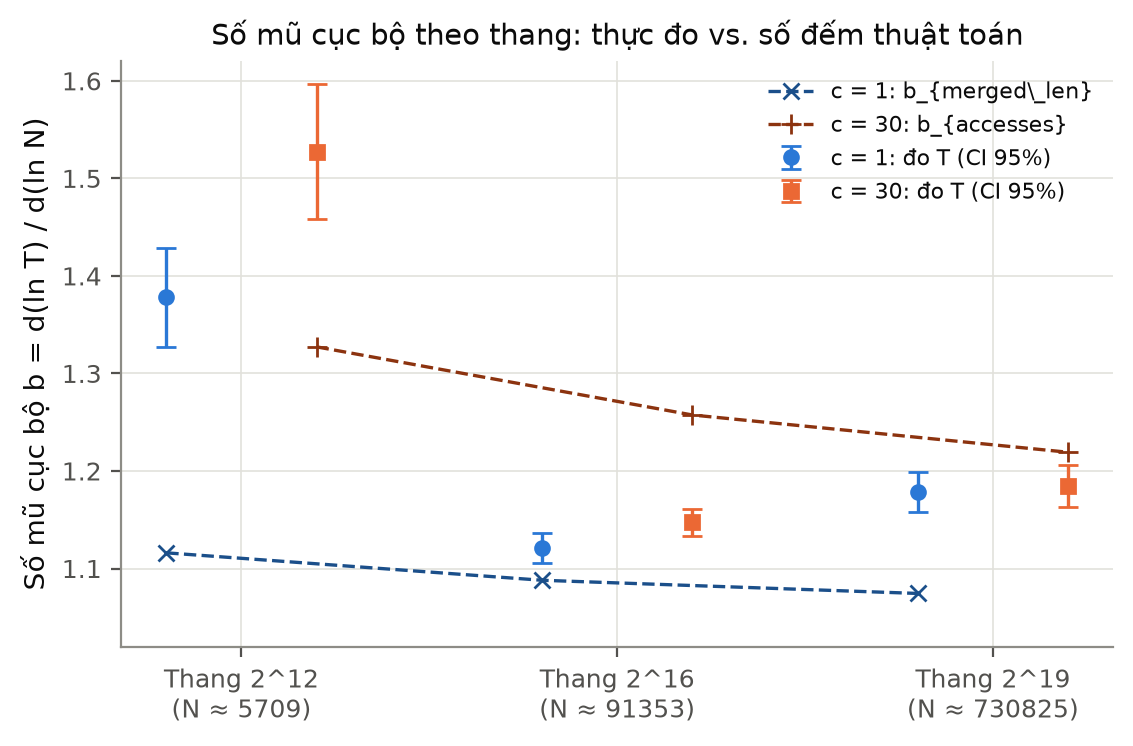 Số mũ cục bộ theo thang: thực đo vs. số đếm thuật toán
c = 1: b_{merged\_len}
c = 30: b_{accesses}
c = 1: đo T (CI 95%)
c = 30: đo T (CI 95%)
Số mũ cục bộ b = d(ln T) / d(ln N)
1.6
1.5
1.4
1.3
1.2
1.1
Thang 2^12
(N ≈ 5709)
Thang 2^16
(N ≈ 91353)
Thang 2^19
(N ≈ 730825)